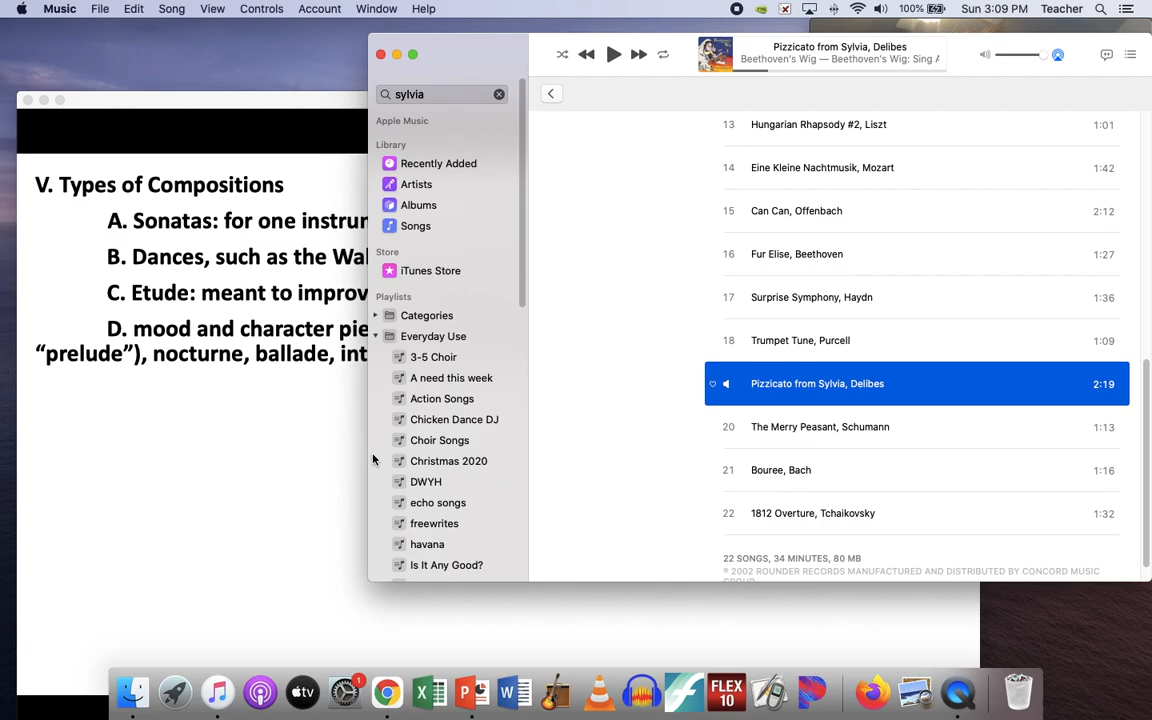 Music File Edit Song View Controls Account Window Help 100% Sun 3:09 PM Teacher
Pizzicato from Sylvia, Delibes
Beethoven's Wig — Beethoven's Wig: Sing A
sylvia
Apple Music
Library
Recently Added
Artists
Albums
Songs
Store
iTunes Store
Playlists
Categories
Everyday Use
3-5 Choir
A need this week
Action Songs
Chicken Dance DJ
Choir Songs
Christmas 2020
DWYH
echo songs
freewrites
havana
Is It Any Good?
13 Hungarian Rhapsody #2, Liszt 1:01
14 Eine Kleine Nachtmusik, Mozart 1:42
15 Can Can, Offenbach 2:12
16 Fur Elise, Beethoven 1:27
17 Surprise Symphony, Haydn 1:36
18 Trumpet Tune, Purcell 1:09
Pizzicato from Sylvia, Delibes 2:19
20 The Merry Peasant, Schumann 1:13
21 Bouree, Bach 1:16
22 1812 Overture, Tchaikovsky 1:32
22 SONGS, 34 MINUTES, 80 MB
℗ 2002 ROUNDER RECORDS MANUFACTURED AND DISTRIBUTED BY CONCORD MUSIC
GROUP
V. Types of Compositions
A. Sonatas: for one instrun
B. Dances, such as the Wal
C. Etude: meant to improv
D. mood and character pie
“prelude”), nocturne, ballade, int
1
FLEX
10